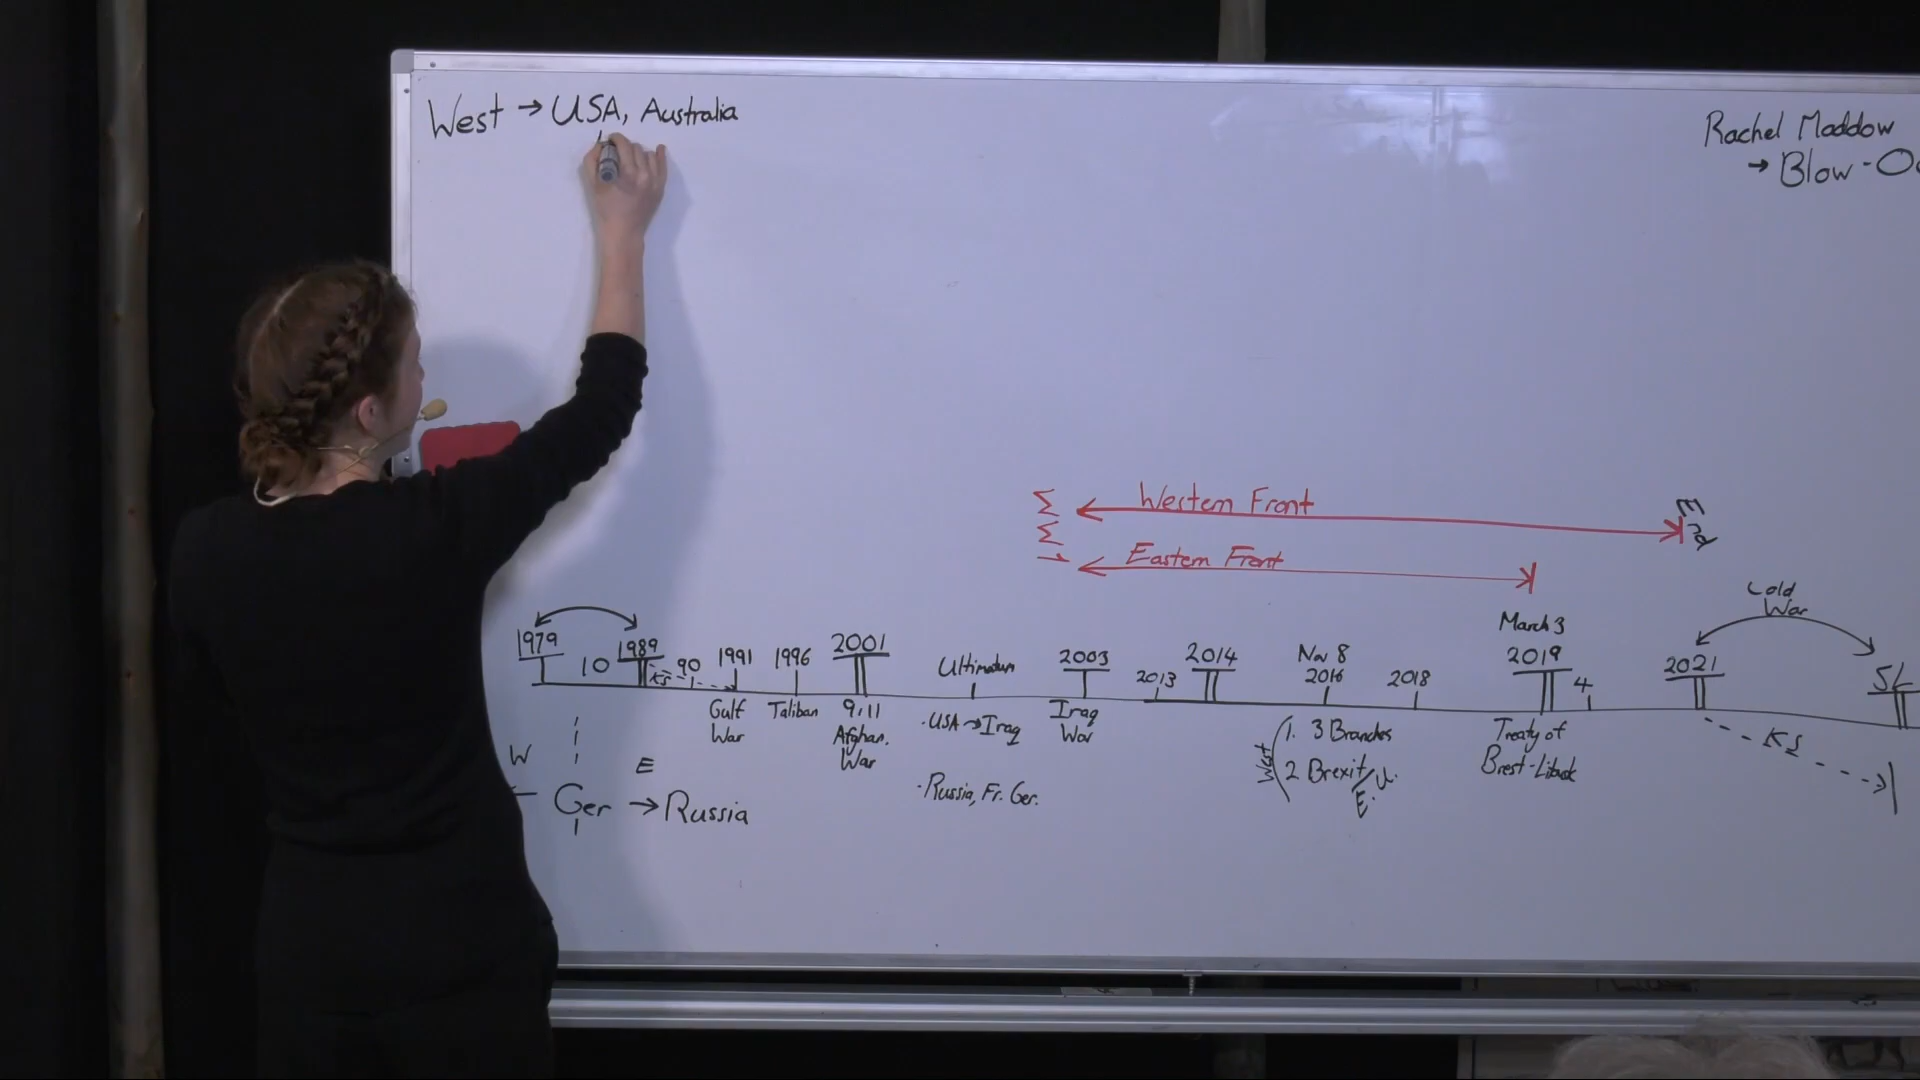 West → USA, Australia
Rachel Maddow
→ Blow-O
Western Front
End
Eastern Front
Cold
War
March 3
1979
10
1989
KS
90
1991
1996
2001
Ultimatum
2003
2013
2014
Nov 8
2016
2018
2019
4
2021
SL
Gulf
War
Taliban
9,11
Afghan.
War
·USA → Iraq
Iraq
War
West
1. 3 Branches
2 Brexit/
E.U.
Treaty of
Brest-Litovsk
KS
W
E
Ger → Russia
·Russia, Fr. Ger.